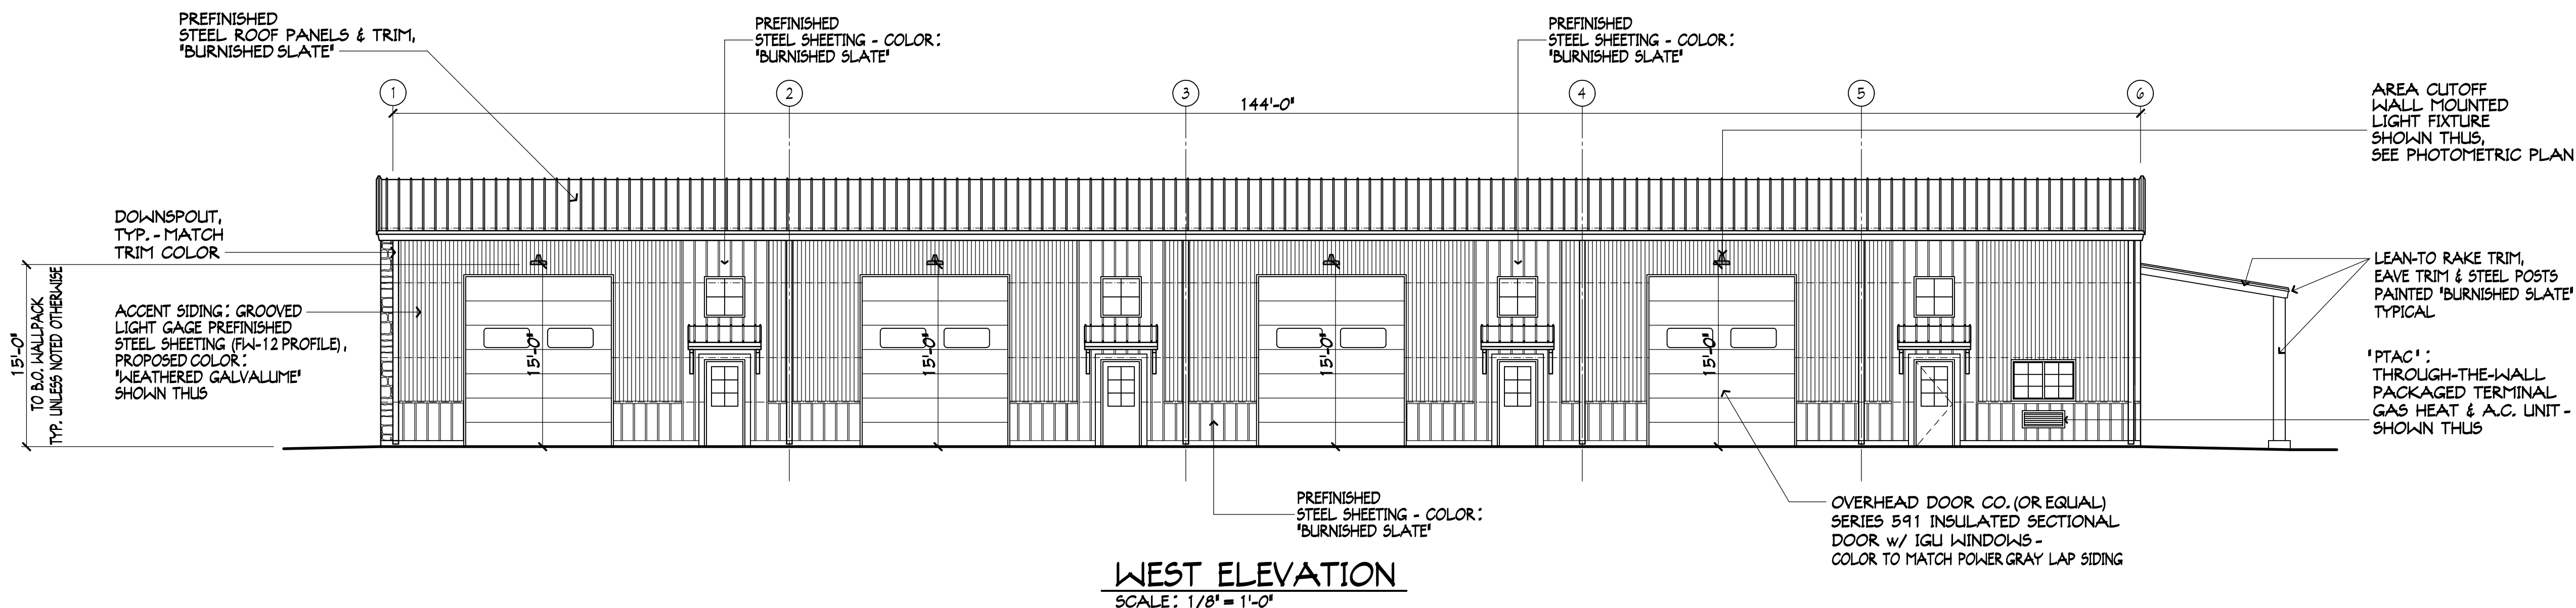 PREFINISHED
STEEL ROOF PANELS & TRIM,
"BURNISHED SLATE"
PREFINISHED
STEEL SHEETING - COLOR:
"BURNISHED SLATE"
PREFINISHED
STEEL SHEETING - COLOR:
"BURNISHED SLATE"
1
2
3
4
5
6
144'-0"
AREA CUTOFF
WALL MOUNTED
LIGHT FIXTURE
SHOWN THUS,
SEE PHOTOMETRIC PLAN
DOWNSPOUT,
TYP. - MATCH
TRIM COLOR
15'-0"
TO B.O. WALLPACK
TYP. UNLESS NOTED OTHERWISE
ACCENT SIDING: GROOVED
LIGHT GAGE PREFINISHED
STEEL SHEETING (FW-12 PROFILE),
PROPOSED COLOR:
"WEATHERED GALVALUME"
SHOWN THUS
15'-0"
15'-0"
15'-0"
15'-0"
LEAN-TO RAKE TRIM,
EAVE TRIM & STEEL POSTS
PAINTED "BURNISHED SLATE"
TYPICAL
"PTAC":
THROUGH-THE-WALL
PACKAGED TERMINAL
GAS HEAT & A.C. UNIT -
SHOWN THUS
PREFINISHED
STEEL SHEETING - COLOR:
"BURNISHED SLATE"
OVERHEAD DOOR CO. (OR EQUAL)
SERIES 591 INSULATED SECTIONAL
DOOR w/ IGU WINDOWS -
COLOR TO MATCH POWER GRAY LAP SIDING
WEST ELEVATION
SCALE: 1/8" = 1'-0"